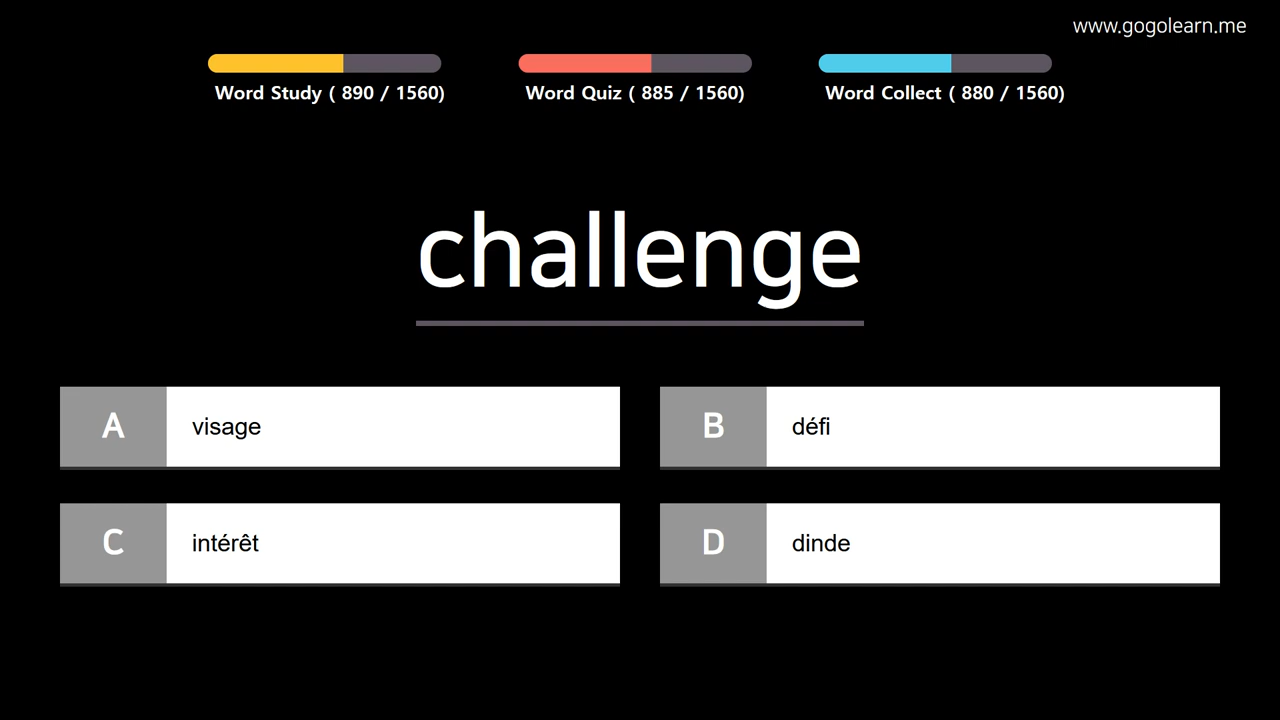 www.gogolearn.me
Word Study ( 890 / 1560)
Word Quiz ( 885 / 1560)
Word Collect ( 880 / 1560)
challenge
A visage
B défi
C intérêt
D dinde